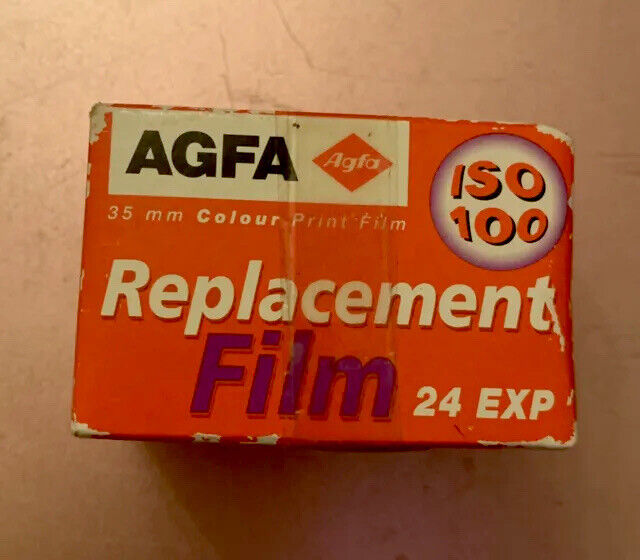 AGFA Agfa
35 mm Colour Print Film
ISO
100
Replacement
Film
24 EXP